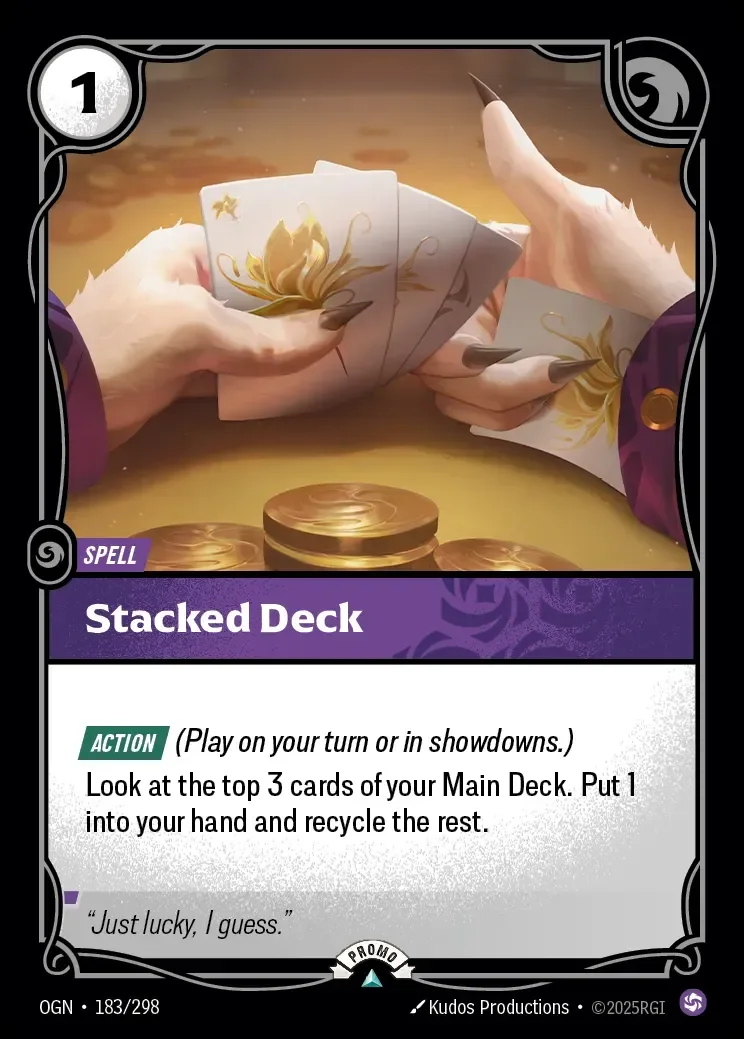 1
SPELL
Stacked Deck
ACTION (Play on your turn or in showdowns.)
Look at the top 3 cards of your Main Deck. Put 1
into your hand and recycle the rest.
“Just lucky, I guess.”
PROMO
OGN • 183/298
Kudos Productions • ©2025RGI